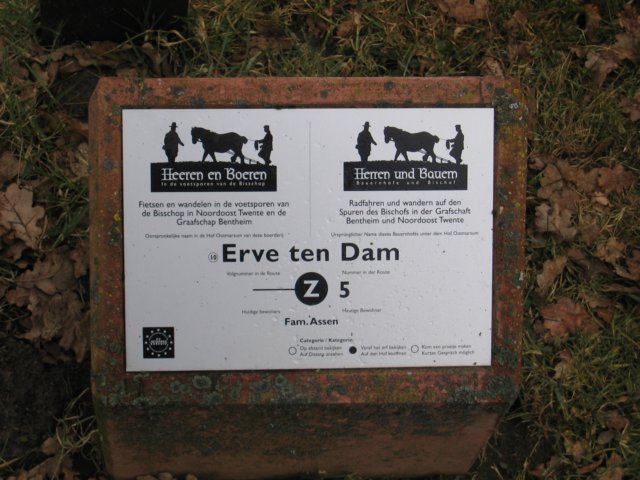 Heeren en Boeren
In de voetsporen van de Bisschop
Fietsen en wandelen in de voetsporen van
de Bisschop in Noordoost Twente en de
Graafschap Bentheim
Oorspronkelijke naam in de Hof Ootmarsum van deze boerderij
Herren und Bauern
Bauernhöfe und Bischof
Radfahren und wandern auf den
Spuren des Bischofs in der Grafschaft
Bentheim und Noordoost Twente
Ursprünglicher Name dieses Bauernhofes unter dem Hof Ootmarsum
10 Erve ten Dam
Volgnummer in de Route
Nummer in der Route
Z 5
Huidige bewoners
Heutige Bewohner
Fam. Assen
Categorie / Kategorie
Op afstand bekijken
Auf Distanz ansehen
Vanaf het erf bekijken
Auf den Hof kommen
Kom een praatje maken
Kurzes Gespräch möglich